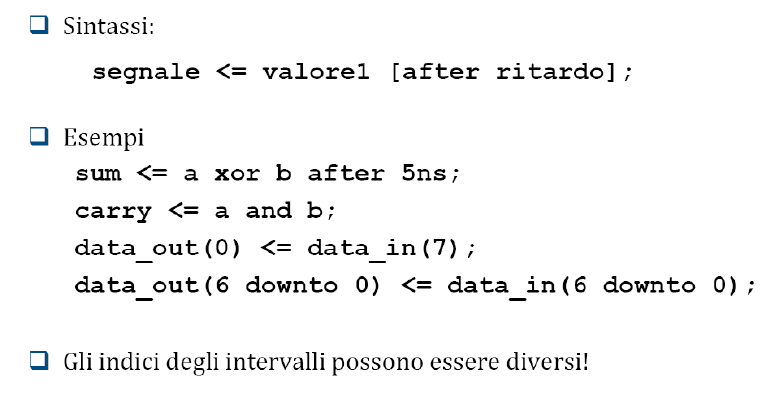 Sintassi:
segnale <= valore1 [after ritardo];
Esempi
sum <= a xor b after 5ns;
carry <= a and b;
data_out(0) <= data_in(7);
data_out(6 downto 0) <= data_in(6 downto 0);
Gli indici degli intervalli possono essere diversi!